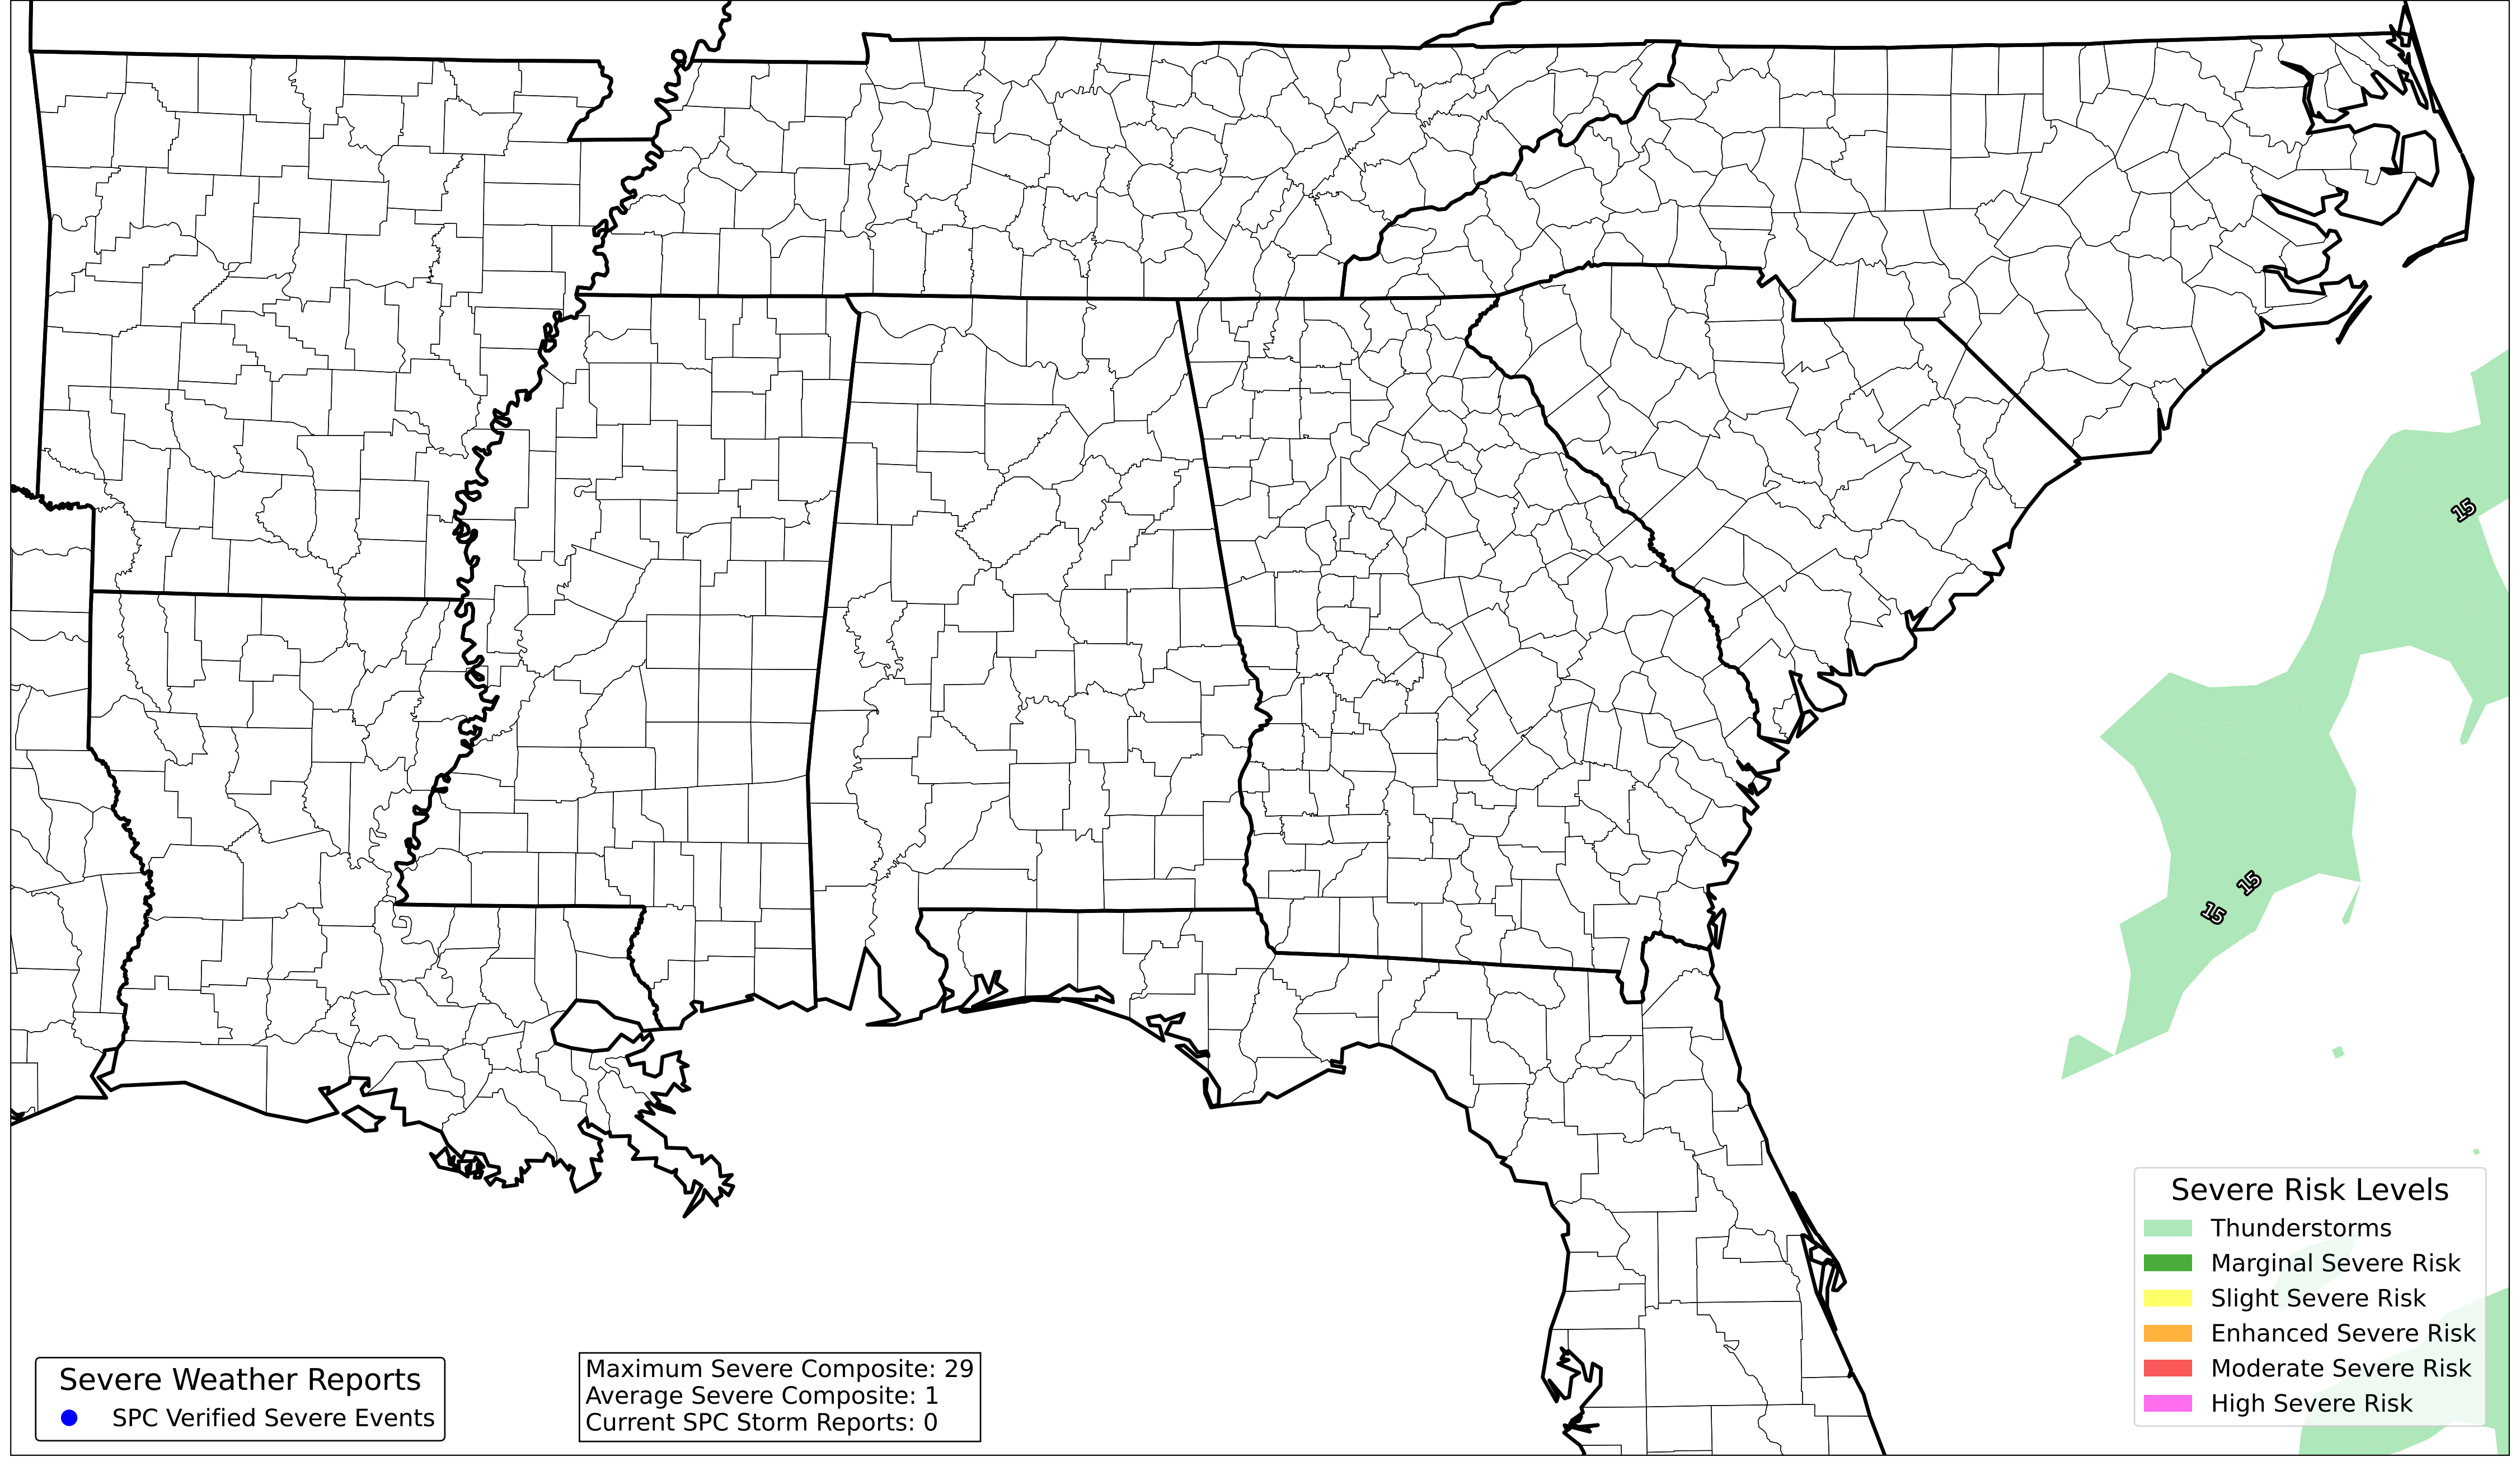 15
15
15
Severe Risk Levels
Thunderstorms
Marginal Severe Risk
Slight Severe Risk
Enhanced Severe Risk
Moderate Severe Risk
High Severe Risk
Severe Weather Reports
SPC Verified Severe Events
Maximum Severe Composite: 29
Average Severe Composite: 1
Current SPC Storm Reports: 0